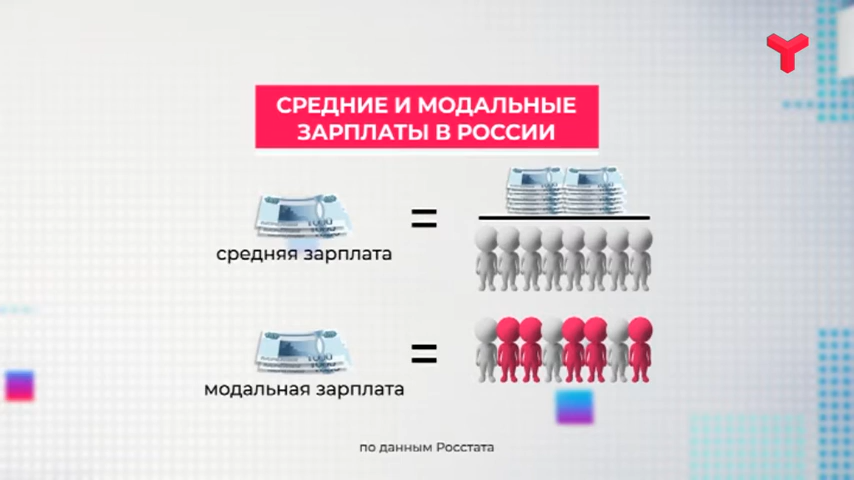 СРЕДНИЕ И МОДАЛЬНЫЕ
ЗАРПЛАТЫ В РОССИИ
средняя зарплата
модальная зарплата
по данным Росстата